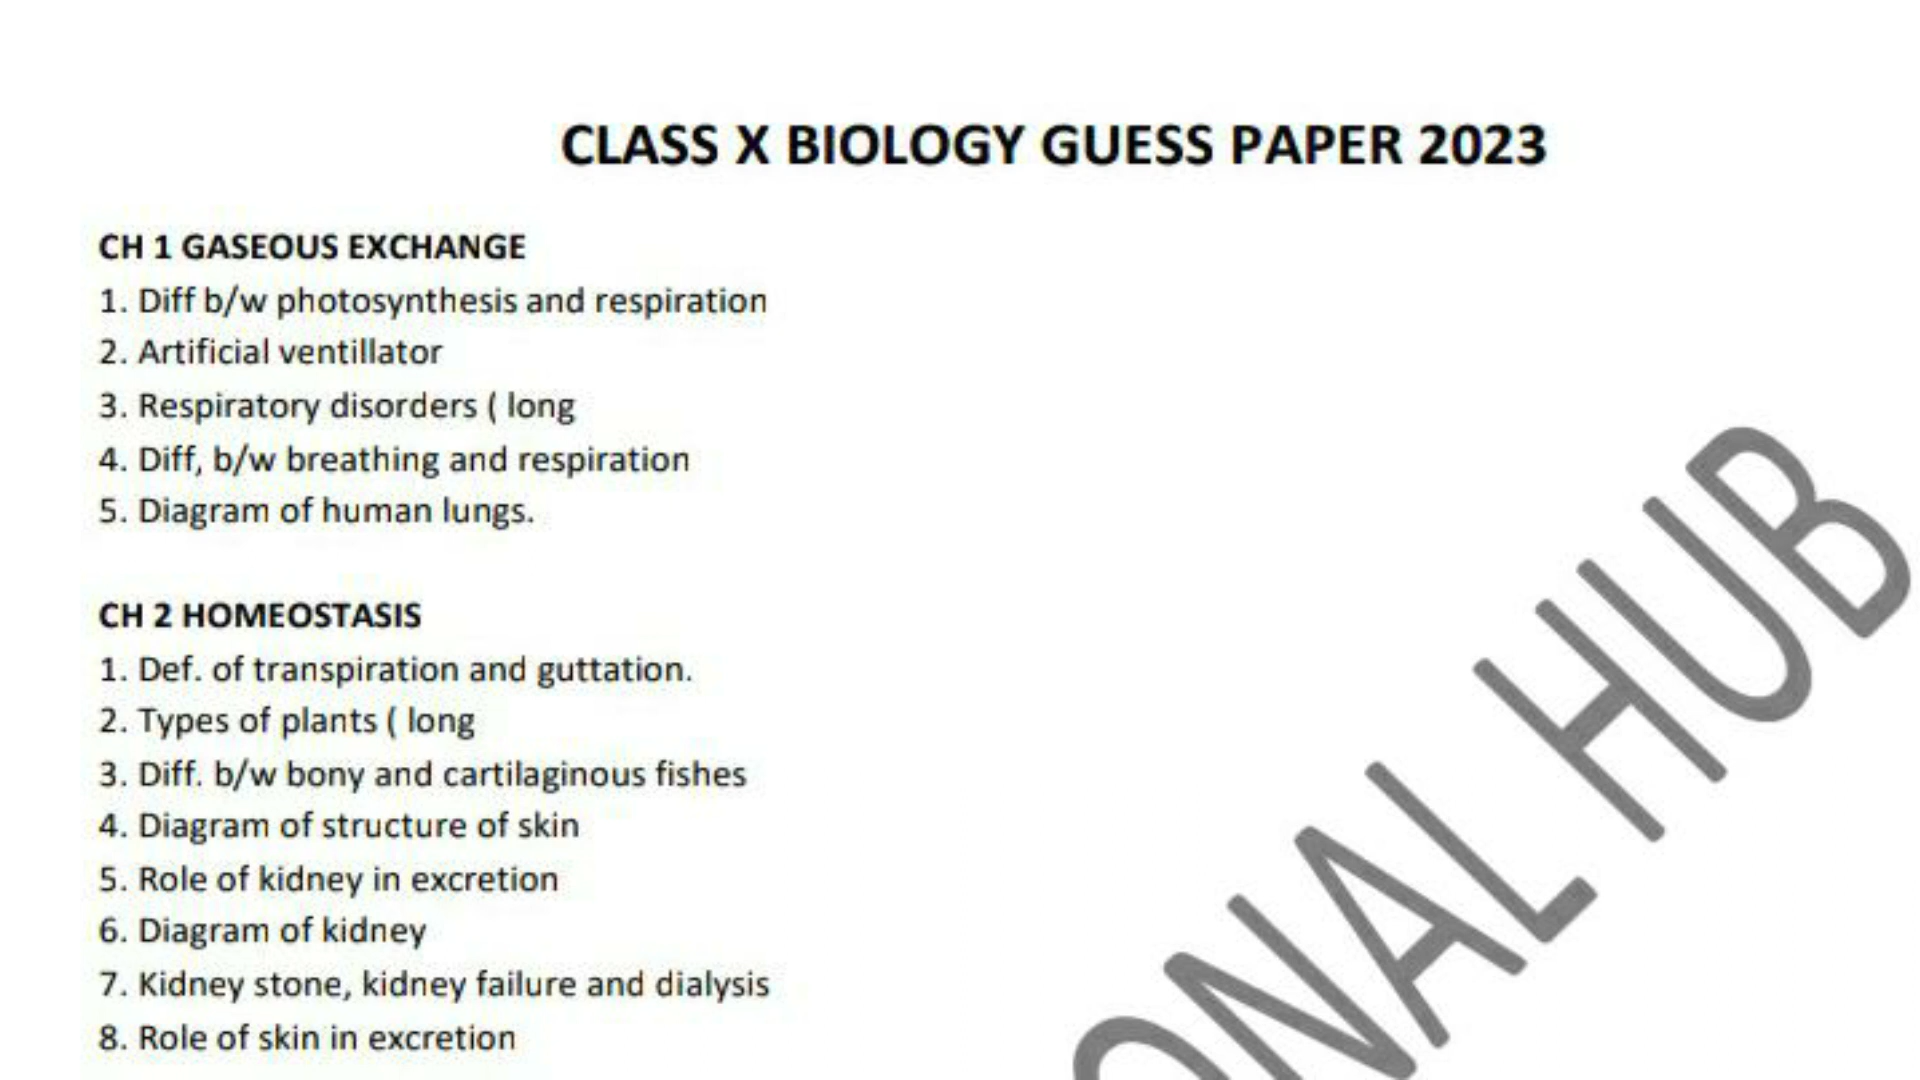 CLASS X BIOLOGY GUESS PAPER 2023
CH 1 GASEOUS EXCHANGE
1. Diff b/w photosynthesis and respiration
2. Artificial ventillator
3. Respiratory disorders ( long
4. Diff, b/w breathing and respiration
5. Diagram of human lungs.
CH 2 HOMEOSTASIS
1. Def. of transpiration and guttation.
2. Types of plants ( long
3. Diff. b/w bony and cartilaginous fishes
4. Diagram of structure of skin
5. Role of kidney in excretion
6. Diagram of kidney
7. Kidney stone, kidney failure and dialysis
8. Role of skin in excretion
ONAL HUB